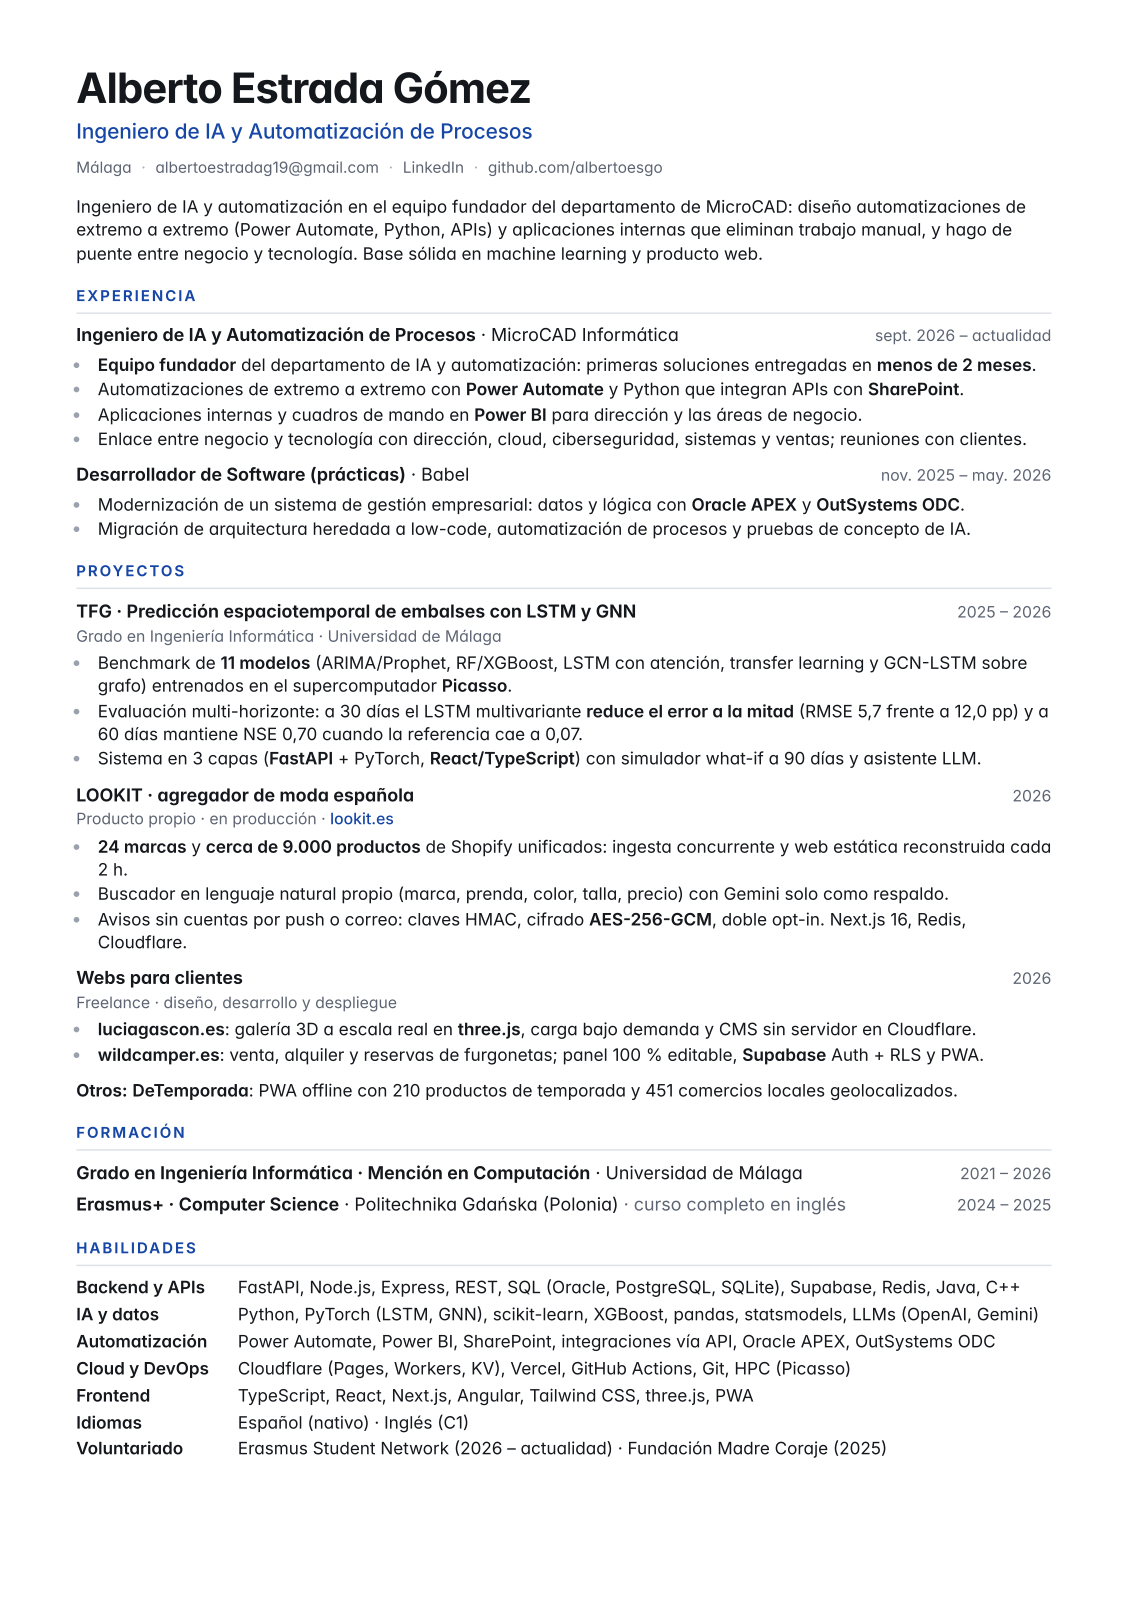 Alberto Estrada Gómez
Ingeniero de IA y Automatización de Procesos
Málaga · albertoestradag19@gmail.com · LinkedIn · github.com/albertoesgo
Ingeniero de IA y automatización en el equipo fundador del departamento de MicroCAD: diseño automatizaciones de
extremo a extremo (Power Automate, Python, APIs) y aplicaciones internas que eliminan trabajo manual, y hago de
puente entre negocio y tecnología. Base sólida en machine learning y producto web.
EXPERIENCIA
Ingeniero de IA y Automatización de Procesos · MicroCAD Informática sept. 2026 – actualidad
• Equipo fundador del departamento de IA y automatización: primeras soluciones entregadas en menos de 2 meses.
• Automatizaciones de extremo a extremo con Power Automate y Python que integran APIs con SharePoint.
• Aplicaciones internas y cuadros de mando en Power BI para dirección y las áreas de negocio.
• Enlace entre negocio y tecnología con dirección, cloud, ciberseguridad, sistemas y ventas; reuniones con clientes.
Desarrollador de Software (prácticas) · Babel nov. 2025 – may. 2026
• Modernización de un sistema de gestión empresarial: datos y lógica con Oracle APEX y OutSystems ODC.
• Migración de arquitectura heredada a low-code, automatización de procesos y pruebas de concepto de IA.
PROYECTOS
TFG · Predicción espaciotemporal de embalses con LSTM y GNN 2025 – 2026
Grado en Ingeniería Informática · Universidad de Málaga
• Benchmark de 11 modelos (ARIMA/Prophet, RF/XGBoost, LSTM con atención, transfer learning y GCN-LSTM sobre
grafo) entrenados en el supercomputador Picasso.
• Evaluación multi-horizonte: a 30 días el LSTM multivariante reduce el error a la mitad (RMSE 5,7 frente a 12,0 pp) y a
60 días mantiene NSE 0,70 cuando la referencia cae a 0,07.
• Sistema en 3 capas (FastAPI + PyTorch, React/TypeScript) con simulador what-if a 90 días y asistente LLM.
LOOKIT · agregador de moda española 2026
Producto propio · en producción · lookit.es
• 24 marcas y cerca de 9.000 productos de Shopify unificados: ingesta concurrente y web estática reconstruida cada
2 h.
• Buscador en lenguaje natural propio (marca, prenda, color, talla, precio) con Gemini solo como respaldo.
• Avisos sin cuentas por push o correo: claves HMAC, cifrado AES-256-GCM, doble opt-in. Next.js 16, Redis,
Cloudflare.
Webs para clientes 2026
Freelance · diseño, desarrollo y despliegue
• luciagascon.es: galería 3D a escala real en three.js, carga bajo demanda y CMS sin servidor en Cloudflare.
• wildcamper.es: venta, alquiler y reservas de furgonetas; panel 100 % editable, Supabase Auth + RLS y PWA.
Otros: DeTemporada: PWA offline con 210 productos de temporada y 451 comercios locales geolocalizados.
FORMACIÓN
Grado en Ingeniería Informática · Mención en Computación · Universidad de Málaga 2021 – 2026
Erasmus+ · Computer Science · Politechnika Gdańska (Polonia) · curso completo en inglés 2024 – 2025
HABILIDADES
Backend y APIs FastAPI, Node.js, Express, REST, SQL (Oracle, PostgreSQL, SQLite), Supabase, Redis, Java, C++
IA y datos Python, PyTorch (LSTM, GNN), scikit-learn, XGBoost, pandas, statsmodels, LLMs (OpenAI, Gemini)
Automatización Power Automate, Power BI, SharePoint, integraciones vía API, Oracle APEX, OutSystems ODC
Cloud y DevOps Cloudflare (Pages, Workers, KV), Vercel, GitHub Actions, Git, HPC (Picasso)
Frontend TypeScript, React, Next.js, Angular, Tailwind CSS, three.js, PWA
Idiomas Español (nativo) · Inglés (C1)
Voluntariado Erasmus Student Network (2026 – actualidad) · Fundación Madre Coraje (2025)